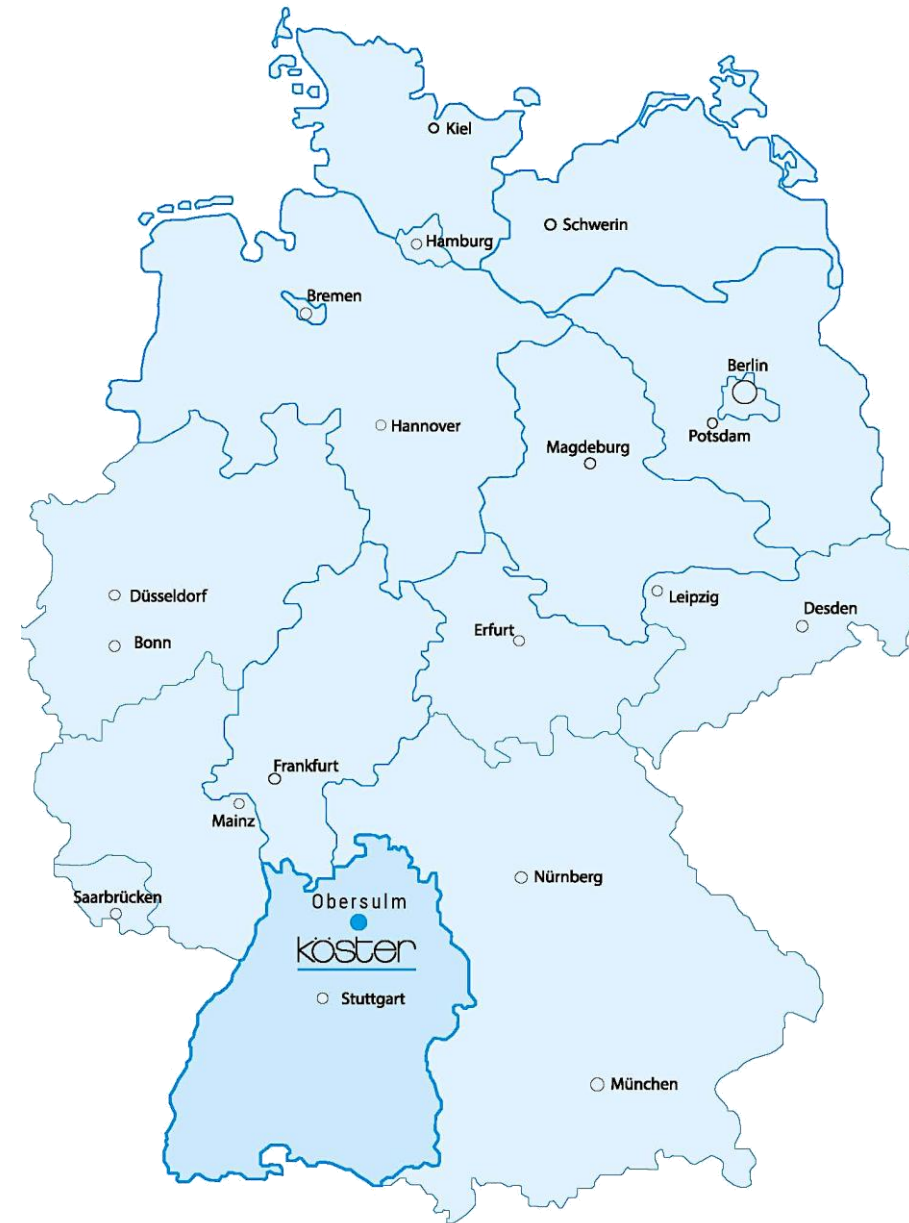 Kiel
Schwerin
Hamburg
Bremen
Berlin
Hannover
Potsdam
Magdeburg
Düsseldorf
Leipzig
Desden
Erfurt
Bonn
Frankfurt
Mainz
Nürnberg
Saarbrücken
Obersulm
köster
Stuttgart
München